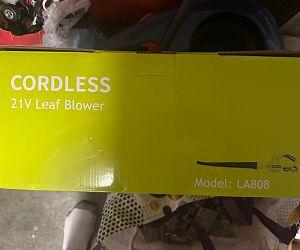 CORDLESS
21V Leaf Blower
Model: LA808